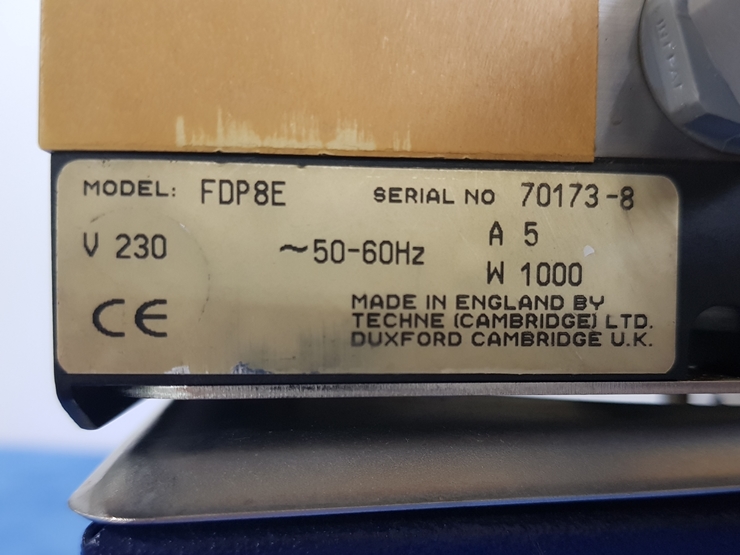 MODEL: FDP8E SERIAL NO 70173-8
V 230 ~50-60Hz A 5
W 1000
CE
MADE IN ENGLAND BY
TECHNE (CAMBRIDGE) LTD.
DUXFORD CAMBRIDGE U.K.